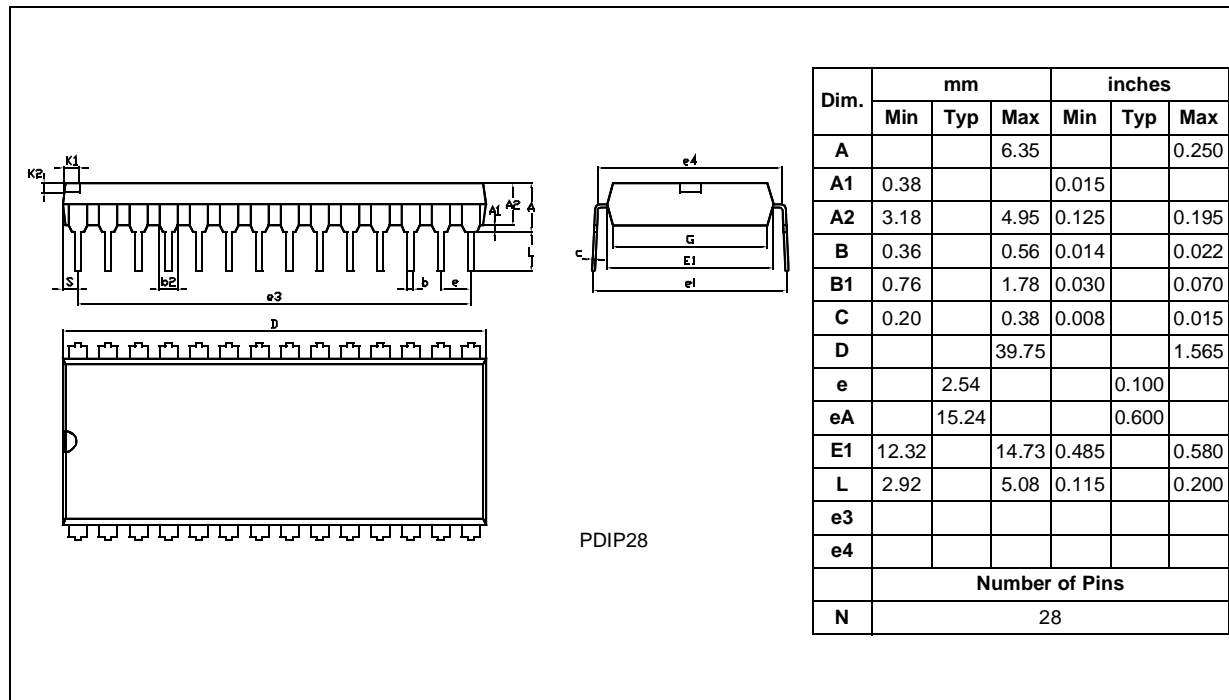 K1
K2
A1
A2
A
L
S
b2
b
e
e3
D
e4
G
c
E1
e1
PDIP28
Dim. mm inches
Min Typ Max Min Typ Max
A 6.35 0.250
A1 0.38 0.015
A2 3.18 4.95 0.125 0.195
B 0.36 0.56 0.014 0.022
B1 0.76 1.78 0.030 0.070
C 0.20 0.38 0.008 0.015
D 39.75 1.565
e 2.54 0.100
eA 15.24 0.600
E1 12.32 14.73 0.485 0.580
L 2.92 5.08 0.115 0.200
e3
e4
Number of Pins
N 28